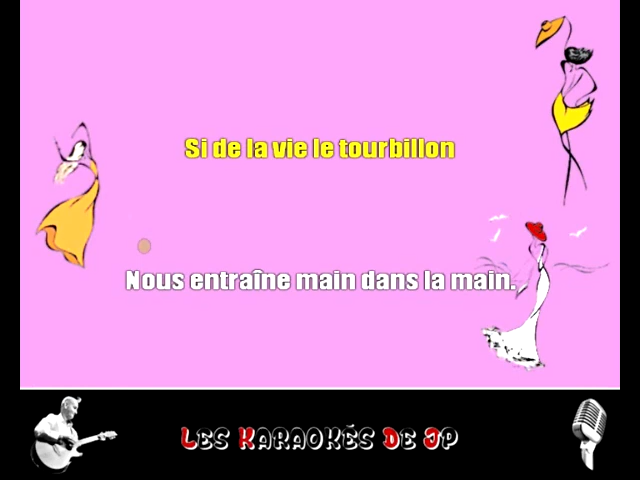 Si de la vie le tourbillon
Nous entraîne main dans la main.
Les Karaokés De JP